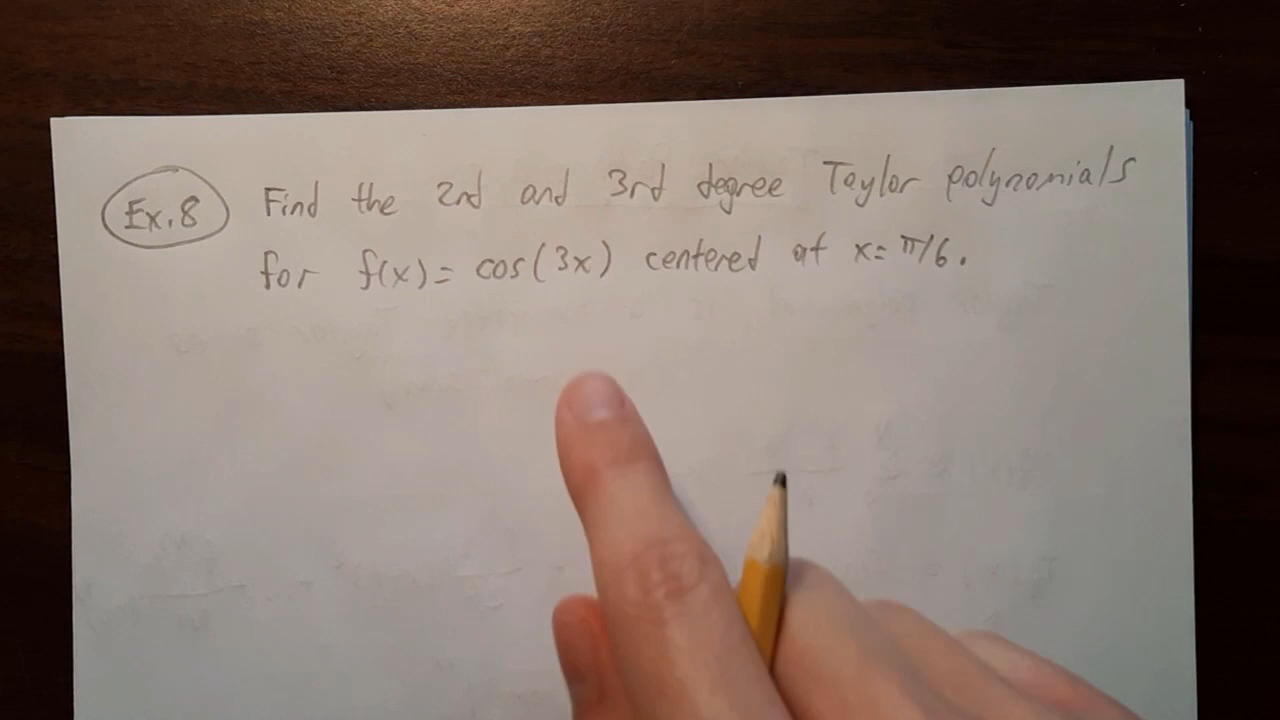 Ex. 8 Find the 2nd and 3rd degree Taylor polynomials
for f(x) = cos(3x) centered at x = π/6.